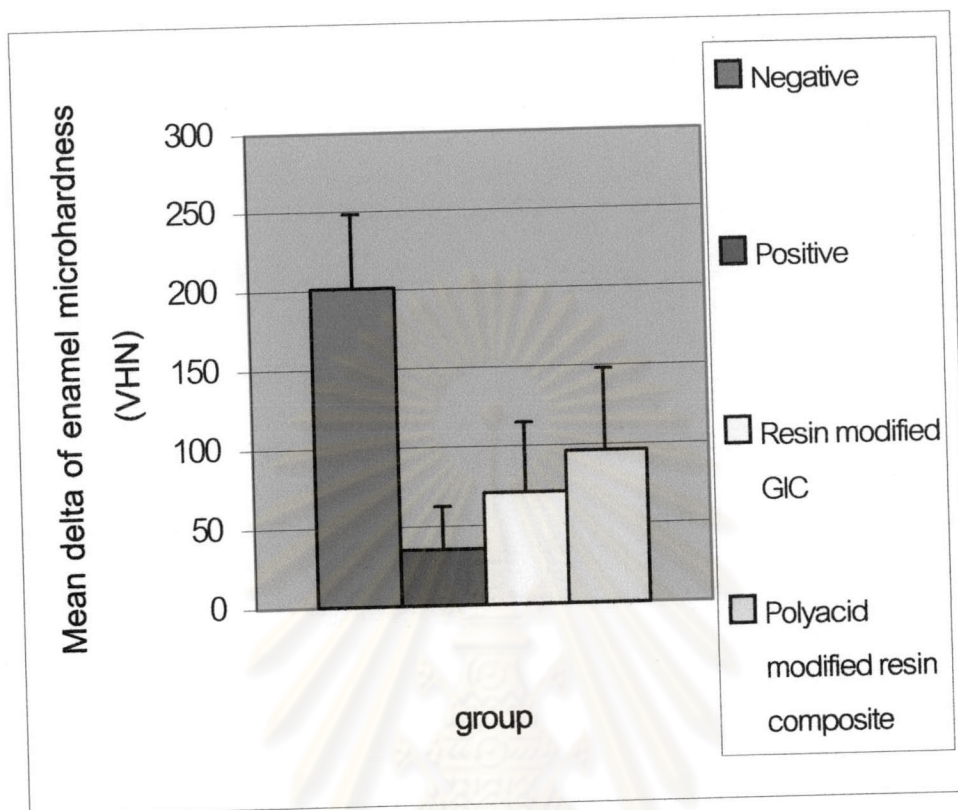 Mean delta of enamel microhardness
(VHN)
300
250
200
150
100
50
0
group
Negative
Positive
Resin modified
GIC
Polyacid
modified resin
composite